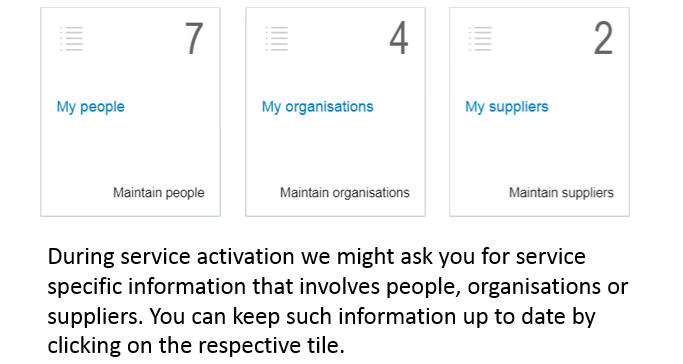 7
4
2
My people
My organisations
My suppliers
Maintain people
Maintain organisations
Maintain suppliers
During service activation we might ask you for service
specific information that involves people, organisations or
suppliers. You can keep such information up to date by
clicking on the respective tile.